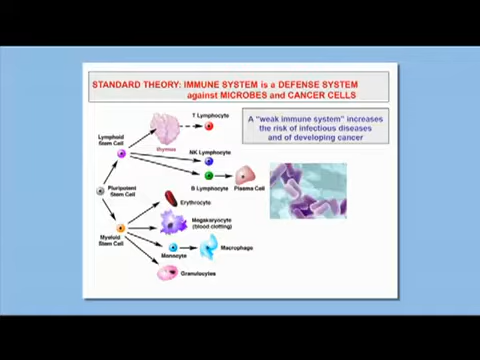 STANDARD THEORY: IMMUNE SYSTEM is a DEFENSE SYSTEM
against MICROBES and CANCER CELLS
A "weak immune system" increases
the risk of infectious diseases
and of developing cancer
T Lymphocyte
Lymphoid
Stem Cell
thymus
NK Lymphocyte
B Lymphocyte
Plasma Cell
Pluripotent
Stem Cell
Erythrocyte
Megakaryocyte
(blood clotting)
Myeloid
Stem Cell
Monocyte
Macrophage
Granulocytes